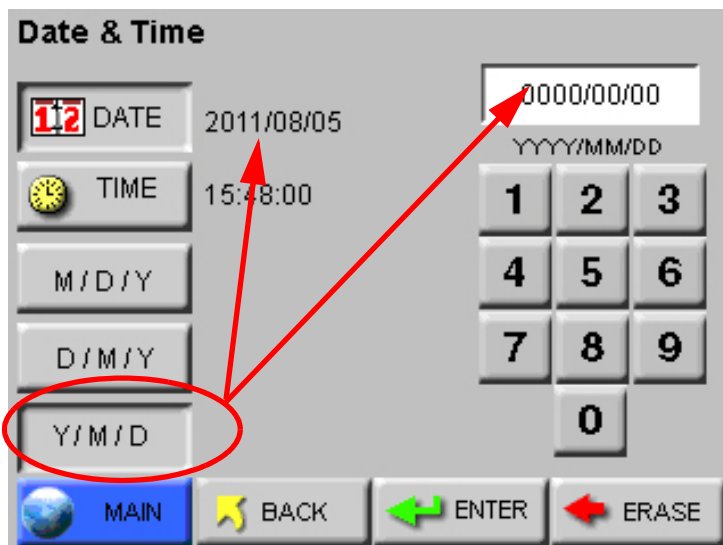 Date & Time
DATE
2011/08/05
0000/00/00
YYYY/MM/DD
TIME
15:48:00
1 2 3
M/D/Y
4 5 6
D/M/Y
7 8 9
Y/M/D
0
MAIN
BACK
ENTER
ERASE